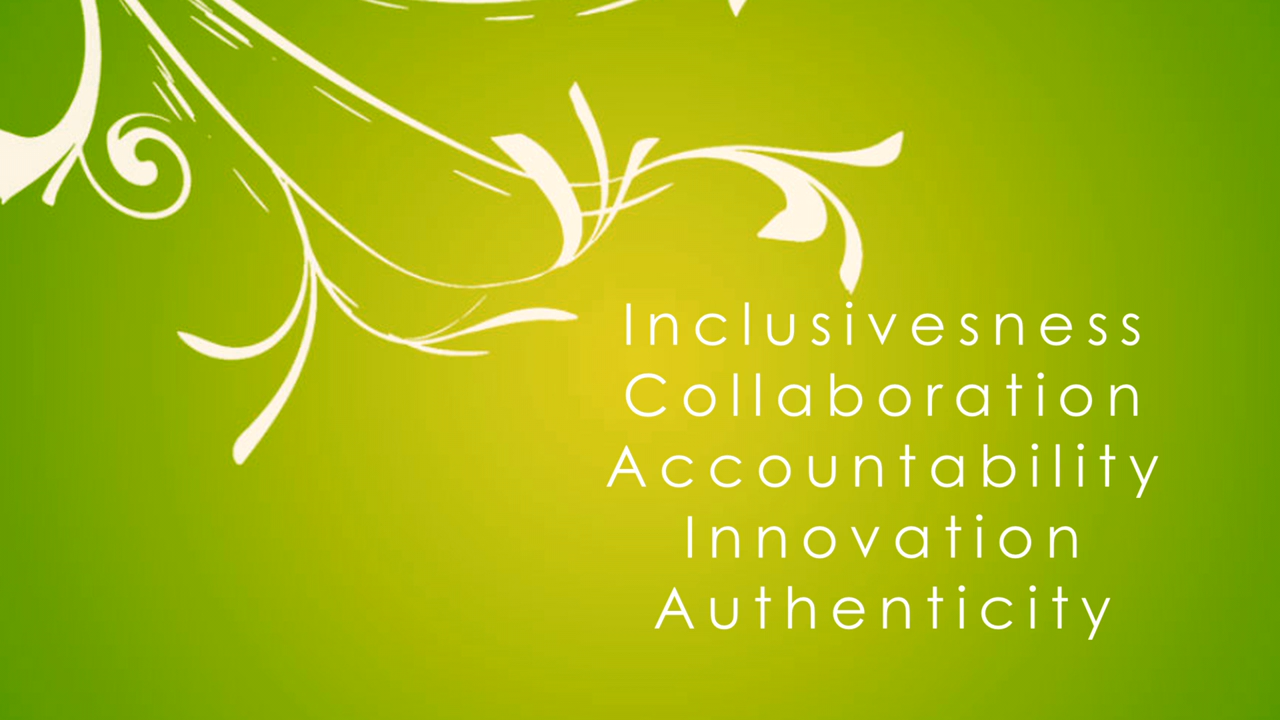 Inclusivesness
Collaboration
Accountability
Innovation
Authenticity